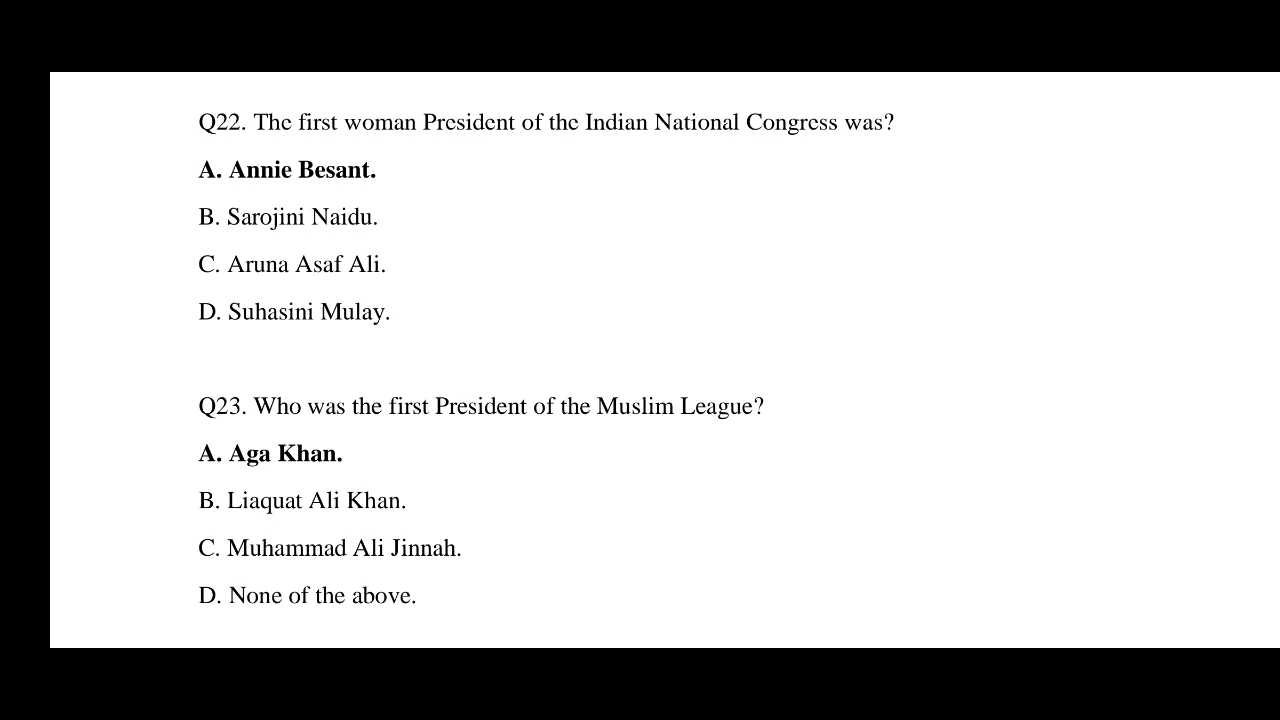 Q22. The first woman President of the Indian National Congress was?
A. Annie Besant.
B. Sarojini Naidu.
C. Aruna Asaf Ali.
D. Suhasini Mulay.
Q23. Who was the first President of the Muslim League?
A. Aga Khan.
B. Liaquat Ali Khan.
C. Muhammad Ali Jinnah.
D. None of the above.